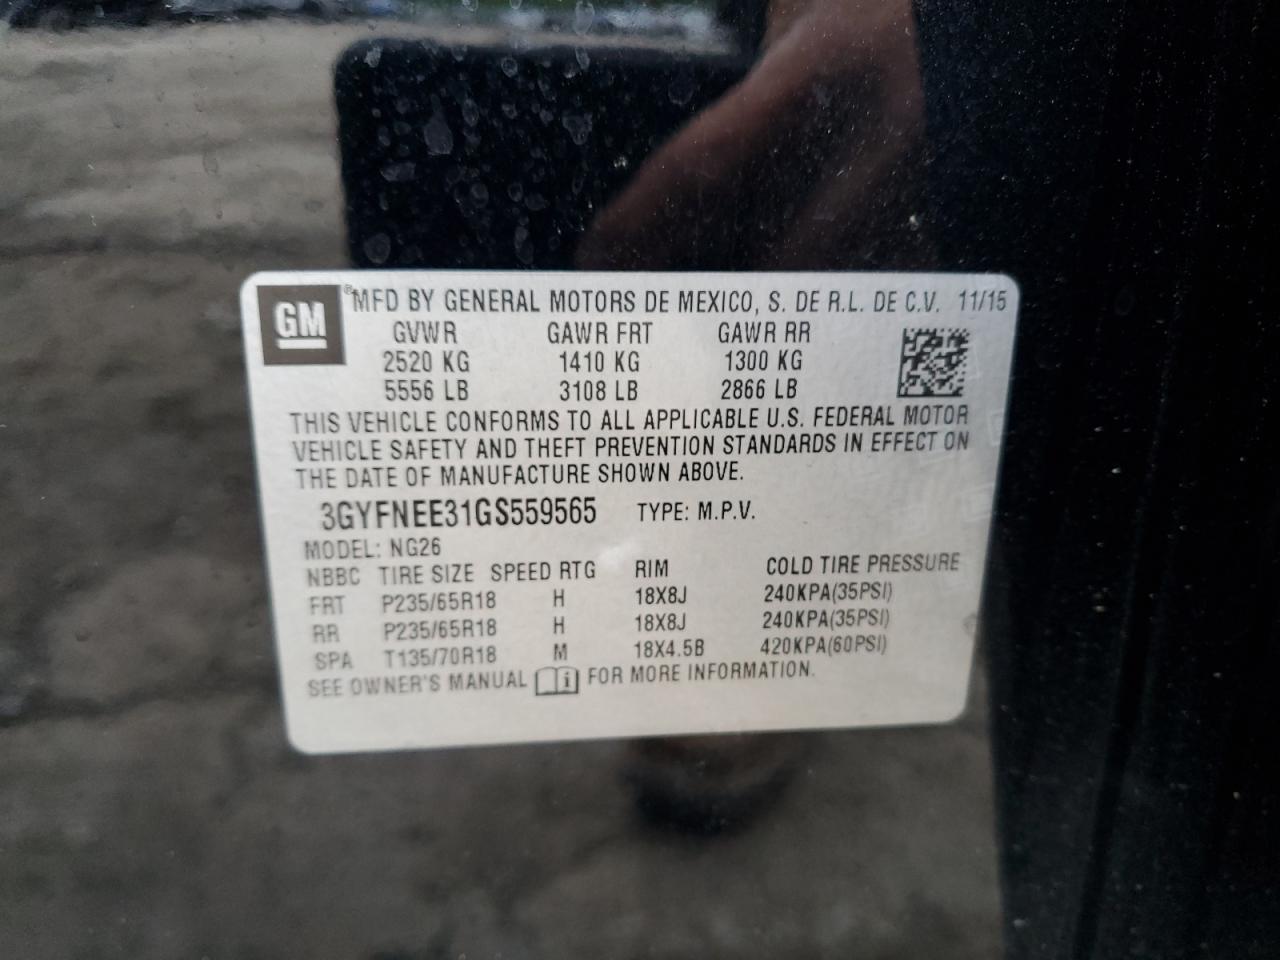 GM ® MFD BY GENERAL MOTORS DE MEXICO, S. DE R.L. DE C.V. 11/15
GVWR GAWR FRT GAWR RR
2520 KG 1410 KG 1300 KG
5556 LB 3108 LB 2866 LB
THIS VEHICLE CONFORMS TO ALL APPLICABLE U.S. FEDERAL MOTOR
VEHICLE SAFETY AND THEFT PREVENTION STANDARDS IN EFFECT ON
THE DATE OF MANUFACTURE SHOWN ABOVE.
3GYFNEE31GS559565 TYPE: M.P.V.
MODEL: NG26
NBBC TIRE SIZE SPEED RTG RIM COLD TIRE PRESSURE
FRT P235/65R18 H 18X8J 240KPA(35PSI)
RR P235/65R18 H 18X8J 240KPA(35PSI)
SPA T135/70R18 M 18X4.5B 420KPA(60PSI)
SEE OWNER'S MANUAL i FOR MORE INFORMATION.